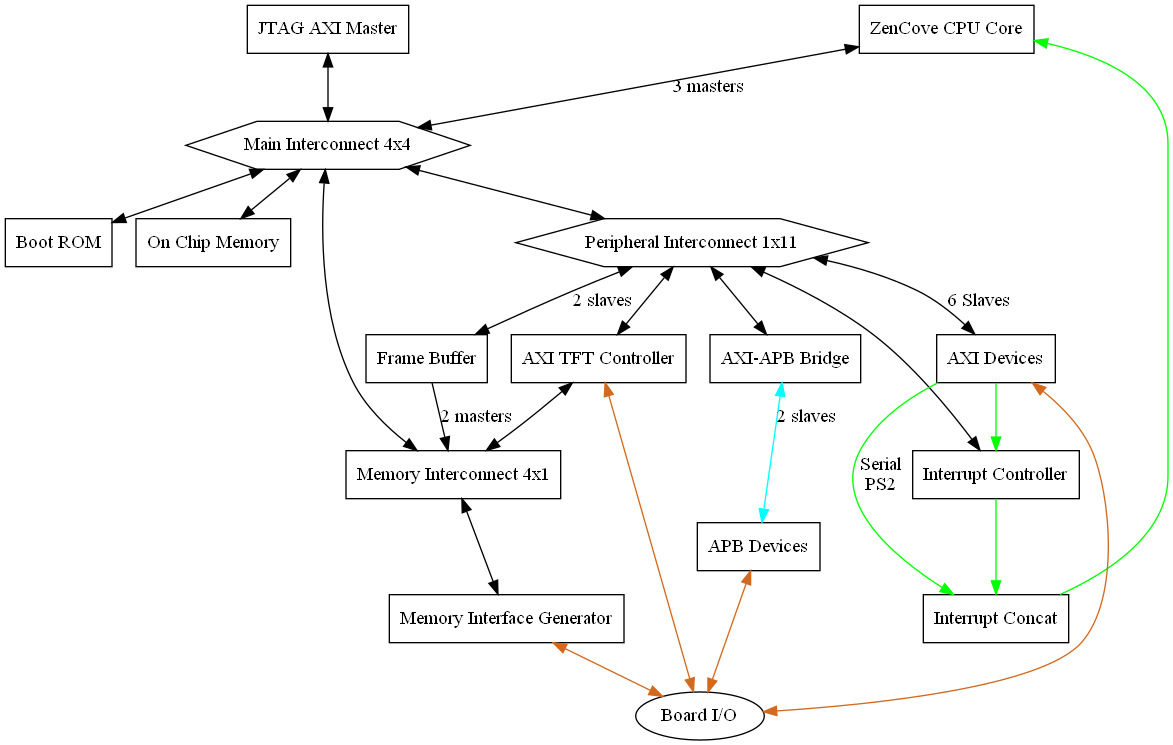 JTAG AXI Master
ZenCove CPU Core
3 masters
Main Interconnect 4x4
Boot ROM
On Chip Memory
Peripheral Interconnect 1x11
2 slaves
6 Slaves
Frame Buffer
AXI TFT Controller
AXI-APB Bridge
AXI Devices
2 masters
2 slaves
Serial
PS2
Memory Interconnect 4x1
Interrupt Controller
APB Devices
Memory Interface Generator
Interrupt Concat
Board I/O